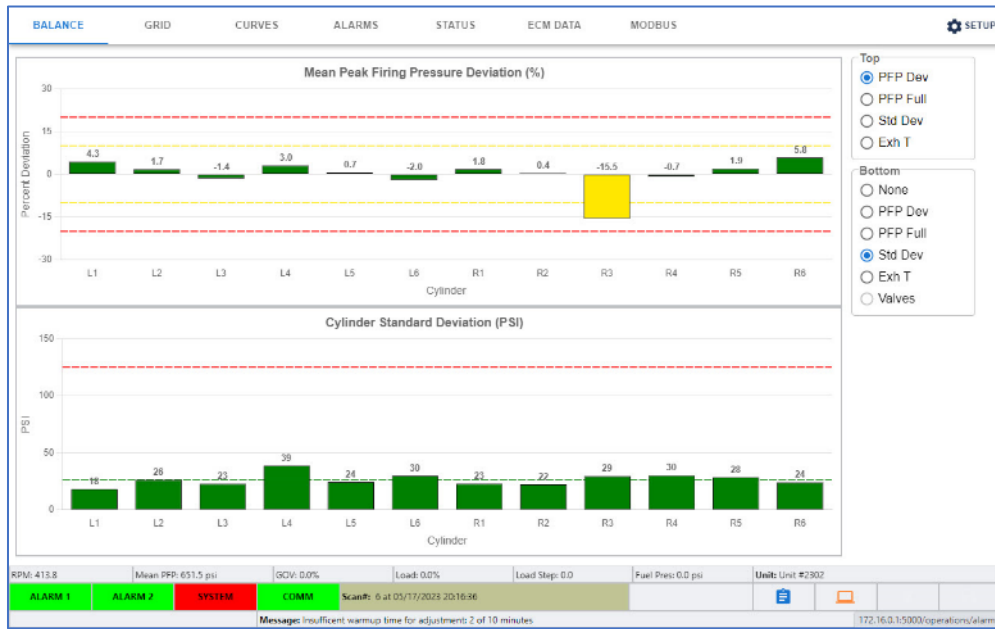 BALANCE GRID CURVES ALARMS STATUS ECM DATA MODBUS SETUP
Mean Peak Firing Pressure Deviation (%)
30
15
0
-15
-30
Percent Deviation
4.3 1.7 -1.4 3.0 0.7 -2.0 1.8 0.4 -15.5 -0.7 1.9 5.8
L1 L2 L3 L4 L5 L6 R1 R2 R3 R4 R5 R6
Cylinder
Top
PFP Dev
PFP Full
Std Dev
Exh T
Bottom
None
PFP Dev
PFP Full
Std Dev
Exh T
Valves
Cylinder Standard Deviation (PSI)
150
100
50
0
PSI
18 26 23 39 24 30 23 22 29 30 28 24
L1 L2 L3 L4 L5 L6 R1 R2 R3 R4 R5 R6
Cylinder
RPM: 413.8 Mean PFP: 651.5 psi GOV: 0.0% Load: 0.0% Load Step: 0.0 Fuel Pres: 0.0 psi Unit: Unit #2302
ALARM 1 ALARM 2 SYSTEM COMM Scan#: 6 at 05/17/2023 20:16:36
Message: Insufficent warmup time for adjustment: 2 of 10 minutes 172.16.0.1:5000/operations/alarm